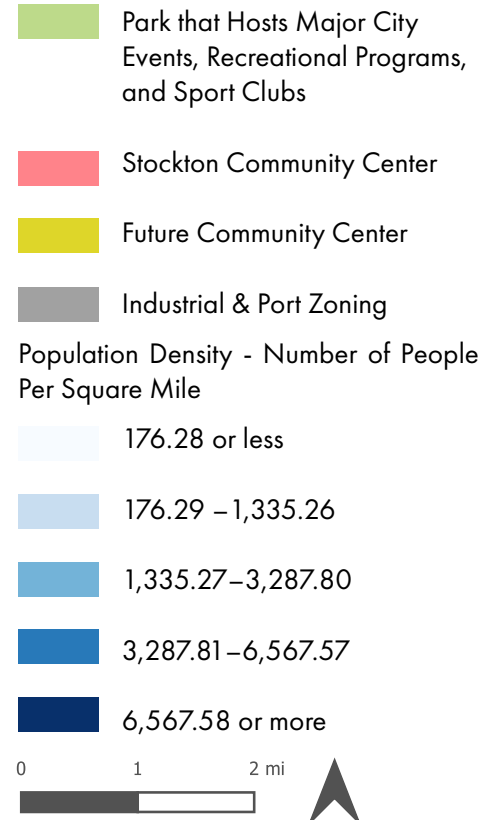 Park that Hosts Major City
Events, Recreational Programs,
and Sport Clubs
Stockton Community Center
Future Community Center
Industrial & Port Zoning
Population Density - Number of People
Per Square Mile
176.28 or less
176.29 –1,335.26
1,335.27–3,287.80
3,287.81–6,567.57
6,567.58 or more
0 1 2 mi